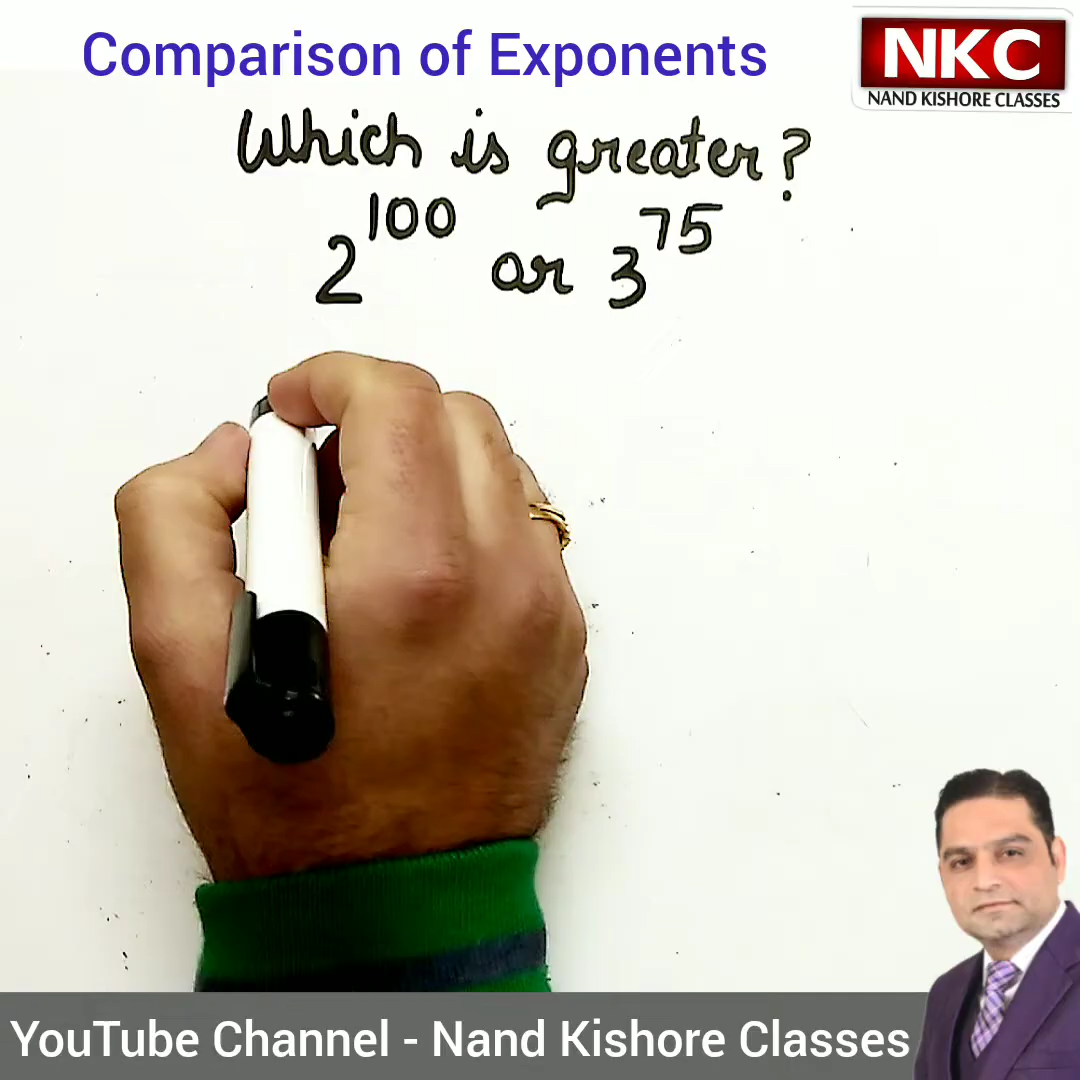 Comparison of Exponents
NKC
NAND KISHORE CLASSES
Which is greater?
2^100 or 3^75
YouTube Channel - Nand Kishore Classes